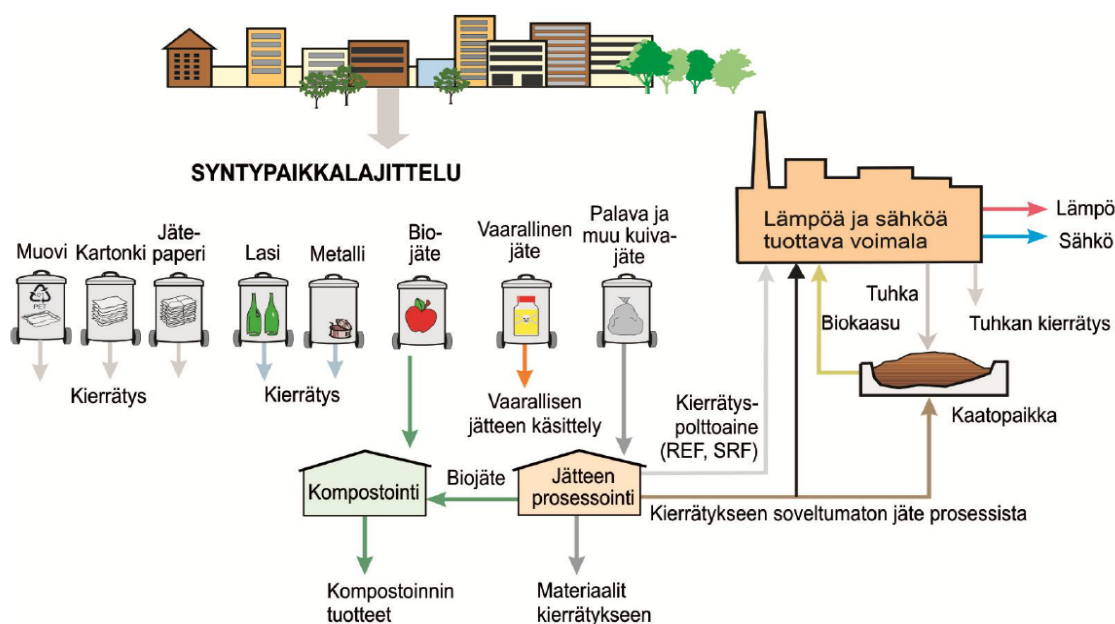 SYNTYPAIKKALAJITTELU
Muovi
Kartonki
Jäte-
paperi
Lasi
Metalli
Bio-
jäte
Vaarallinen
jäte
Palava ja
muu kuiva-
jäte
PET
Kierrätys
Kierrätys
Vaarallisen
jätteen käsittely
Kompostointi
Biojäte
Jätteen
prosessointi
Kompostoinnin
tuotteet
Materiaalit
kierrätykseen
Kierrätys-
polttoaine
(REF, SRF)
Kierrätykseen soveltumaton jäte prosessista
Lämpöä ja sähköä
tuottava voimala
Lämpö
Sähkö
Tuhka
Biokaasu
Tuhkan kierrätys
Kaatopaikka